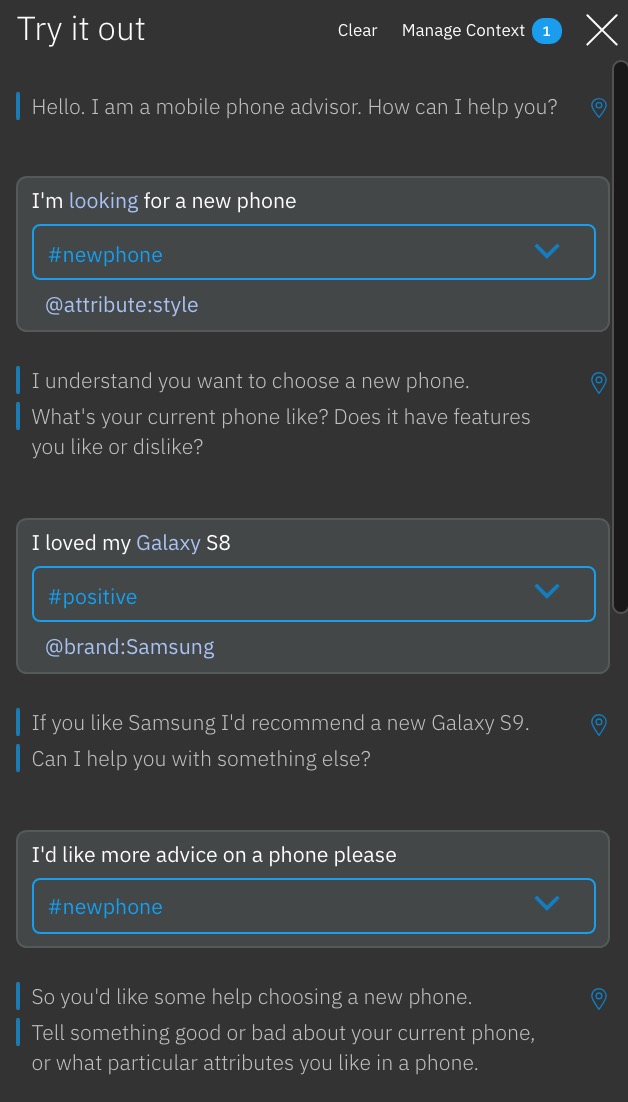 Try it out
Clear
Manage Context
1
Hello. I am a mobile phone advisor. How can I help you?
I'm looking for a new phone
#newphone
@attribute:style
I understand you want to choose a new phone.
What's your current phone like? Does it have features
you like or dislike?
I loved my Galaxy S8
#positive
@brand:Samsung
If you like Samsung I'd recommend a new Galaxy S9.
Can I help you with something else?
I'd like more advice on a phone please
#newphone
So you'd like some help choosing a new phone.
Tell something good or bad about your current phone,
or what particular attributes you like in a phone.